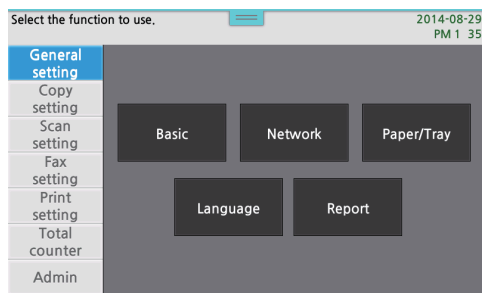 Select the function to use.
2014-08-29
PM 1 35
General
setting
Copy
setting
Scan
setting
Fax
setting
Print
setting
Total
counter
Admin
Basic
Network
Paper/Tray
Language
Report